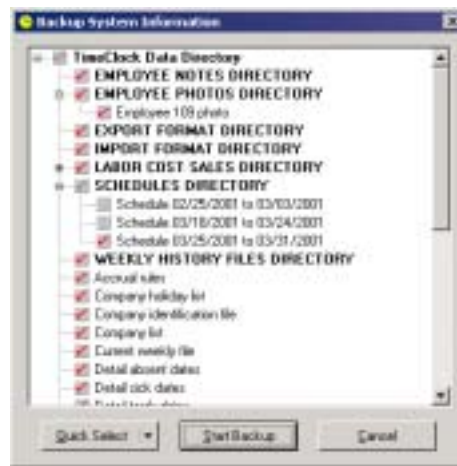 Backup System Information
TimeClock Data Directory
EMPLOYEE NOTES DIRECTORY
EMPLOYEE PHOTOS DIRECTORY
Employee 109 photo
EXPORT FORMAT DIRECTORY
IMPORT FORMAT DIRECTORY
LABOR COST SALES DIRECTORY
SCHEDULES DIRECTORY
Schedule 02/25/2001 to 03/03/2001
Schedule 03/18/2001 to 03/24/2001
Schedule 03/25/2001 to 03/31/2001
WEEKLY HISTORY FILES DIRECTORY
Accrual rules
Company holiday list
Company identification file
Company list
Current weekly file
Detail absent dates
Detail sick dates
Quick Select
Start Backup
Cancel